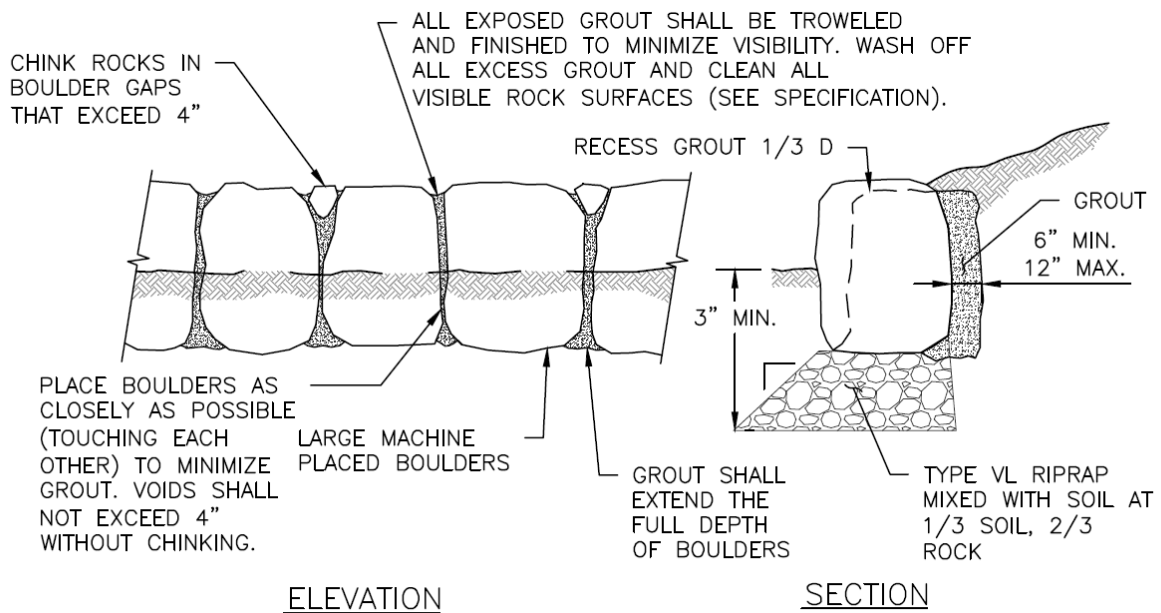 ALL EXPOSED GROUT SHALL BE TROWELED
AND FINISHED TO MINIMIZE VISIBILITY. WASH OFF
ALL EXCESS GROUT AND CLEAN ALL
VISIBLE ROCK SURFACES (SEE SPECIFICATION).
CHINK ROCKS IN
BOULDER GAPS
THAT EXCEED 4”
RECESS GROUT 1/3 D
GROUT
6” MIN.
12” MAX.
3” MIN.
PLACE BOULDERS AS
CLOSELY AS POSSIBLE
(TOUCHING EACH
OTHER) TO MINIMIZE
GROUT. VOIDS SHALL
NOT EXCEED 4”
WITHOUT CHINKING.
LARGE MACHINE
PLACED BOULDERS
GROUT SHALL
EXTEND THE
FULL DEPTH
OF BOULDERS
TYPE VL RIPRAP
MIXED WITH SOIL AT
1/3 SOIL, 2/3
ROCK
ELEVATION
SECTION